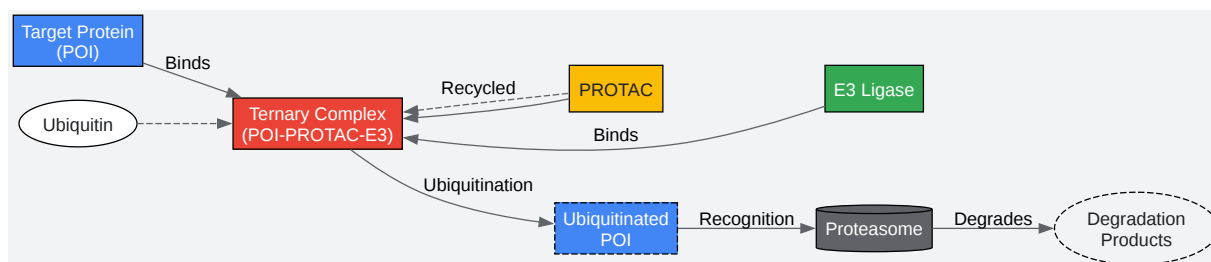 Target Protein
(POI)
Binds
Ubiquitin
Ternary Complex
(POI-PROTAC-E3)
Recycled
PROTAC
E3 Ligase
Binds
Ubiquitination
Ubiquitinated
POI
Recognition
Proteasome
Degrades
Degradation
Products